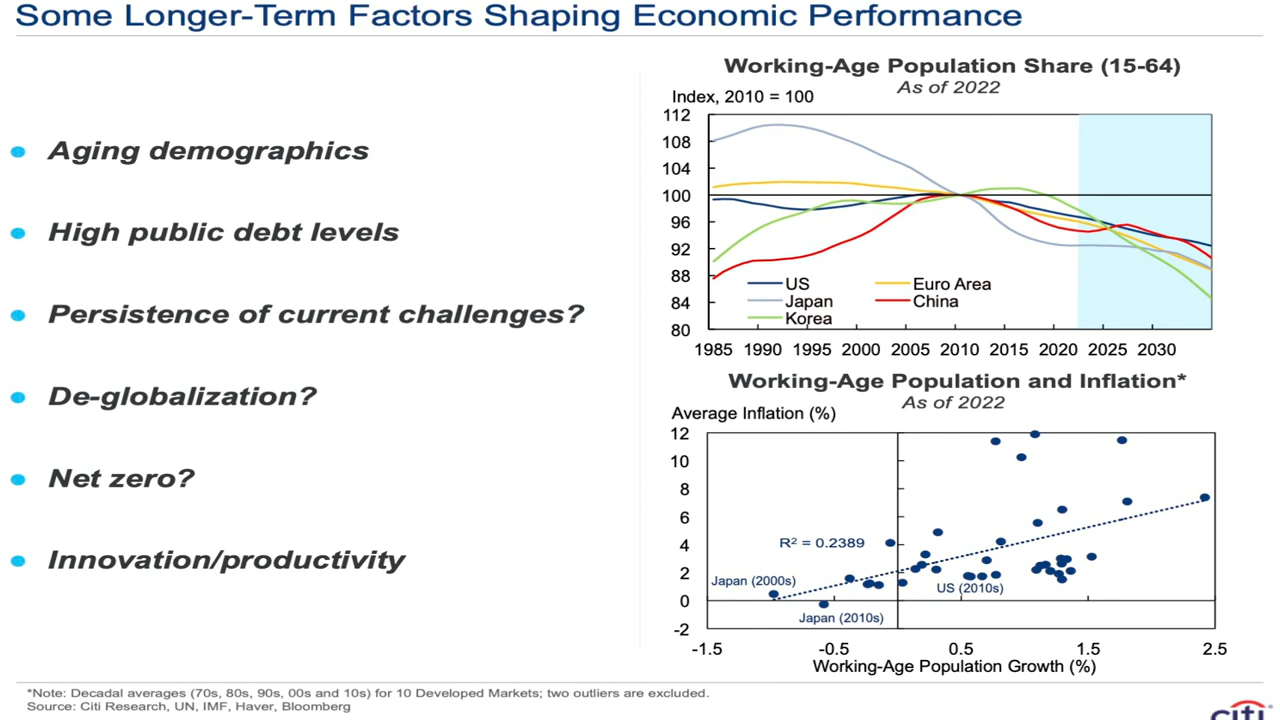 Some Longer-Term Factors Shaping Economic Performance
Aging demographics
High public debt levels
Persistence of current challenges?
De-globalization?
Net zero?
Innovation/productivity
Working-Age Population Share (15-64)
As of 2022
Index, 2010 = 100
112
108
104
100
96
92
88
84
80
US
Euro Area
Japan
China
Korea
1985 1990 1995 2000 2005 2010 2015 2020 2025 2030
Working-Age Population and Inflation*
As of 2022
Average Inflation (%)
12
10
8
6
4
2
0
-2
R² = 0.2389
Japan (2000s)
US (2010s)
Japan (2010s)
-1.5 -0.5 0.5 1.5 2.5
Working-Age Population Growth (%)
*Note: Decadal averages (70s, 80s, 90s, 00s and 10s) for 10 Developed Markets; two outliers are excluded.
Source: Citi Research, UN, IMF, Haver, Bloomberg
citi®